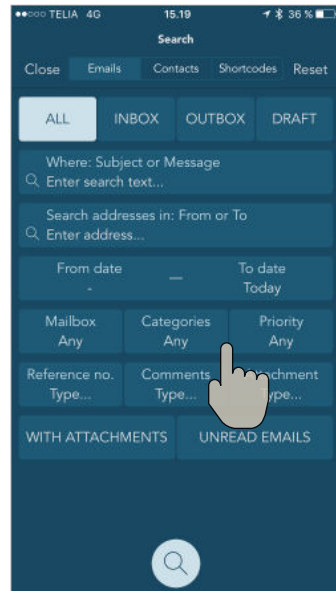 TELIA 4G 15.19 36 %
Search
Close Emails Contacts Shortcodes Reset
ALL INBOX OUTBOX DRAFT
Where: Subject or Message
Enter search text...
Search addresses in: From or To
Enter address...
From date — To date
- Today
Mailbox Categories Priority
Any Any Any
Reference no. Comments
Type... Type...
WITH ATTACHMENTS UNREAD EMAILS